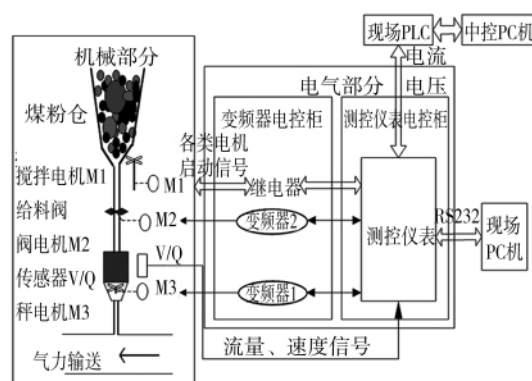 现场PLC
中控PC机
机械部分
电流
电气部分
电压
煤粉仓
变频器电控柜
测控仪表电控柜
各类电机
启动信号
搅拌电机M1
M1
继电器
给料阀
M2
变频器2
测控仪表
RS232
现场
PC机
阀电机M2
传感器V/Q
V/Q
秤电机M3
M3
变频器1
流量、速度信号
气力输送